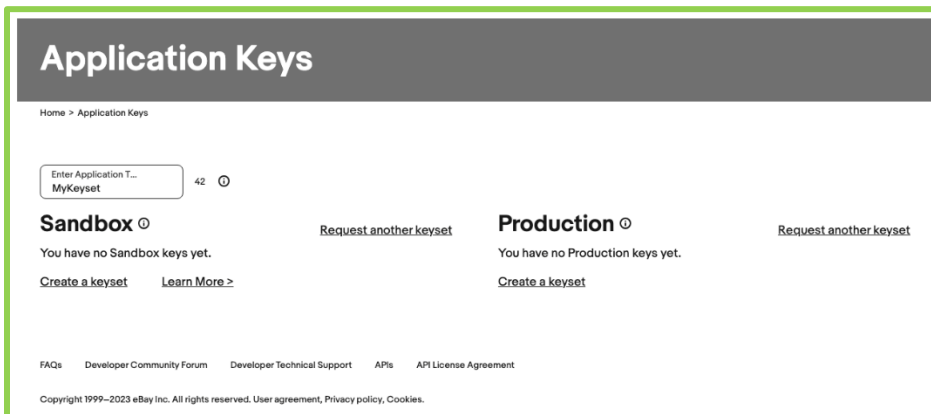 Application Keys
Home > Application Keys
Enter Application T...
MyKeyset
42
Sandbox
Request another keyset
You have no Sandbox keys yet.
Create a keyset Learn More >
Production
Request another keyset
You have no Production keys yet.
Create a keyset
FAQs Developer Community Forum Developer Technical Support APIs API License Agreement
Copyright 1999–2023 eBay Inc. All rights reserved. User agreement, Privacy policy, Cookies.